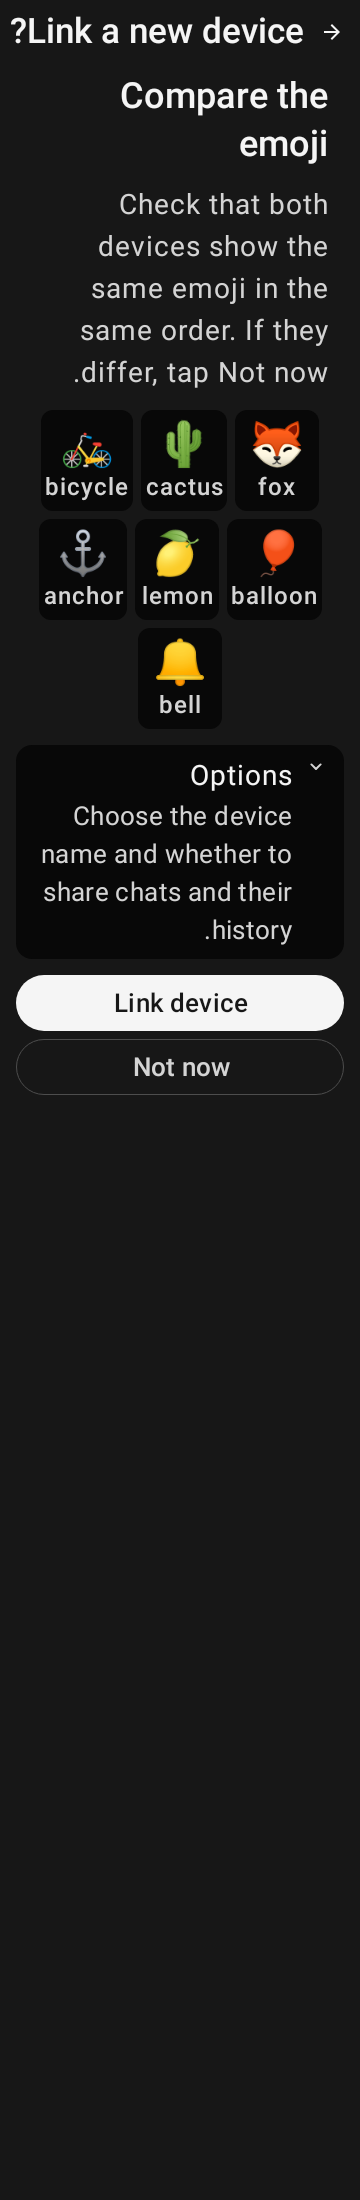 ?Link a new device
Compare the
emoji
Check that both
devices show the
same emoji in the
same order. If they
.differ, tap Not now
bicycle cactus fox
anchor lemon balloon
bell
Options
Choose the device
name and whether to
share chats and their
.history
Link device
Not now